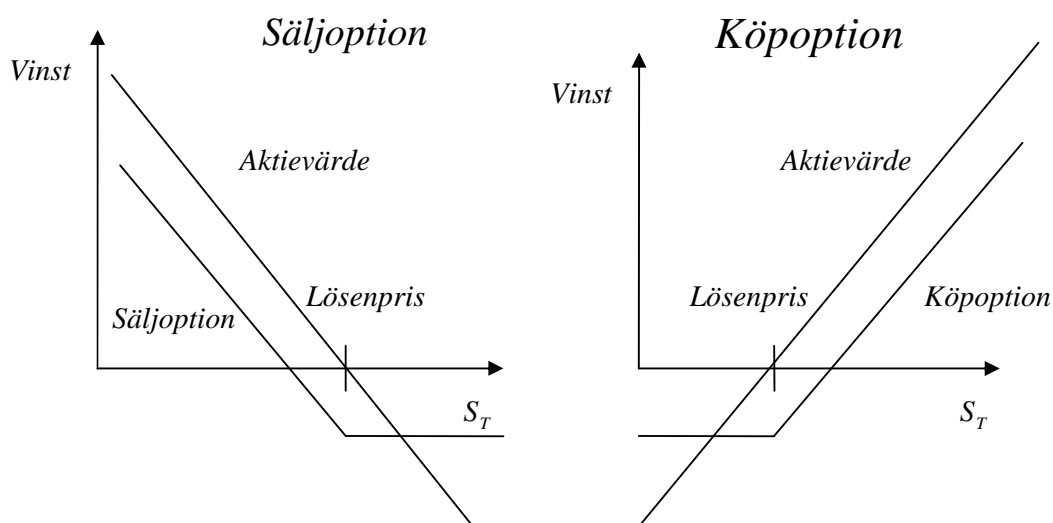 Säljoption
Vinst
Aktievärde
Lösenpris
Säljoption
S_T
Köpoption
Vinst
Aktievärde
Lösenpris
Köpoption
S_T